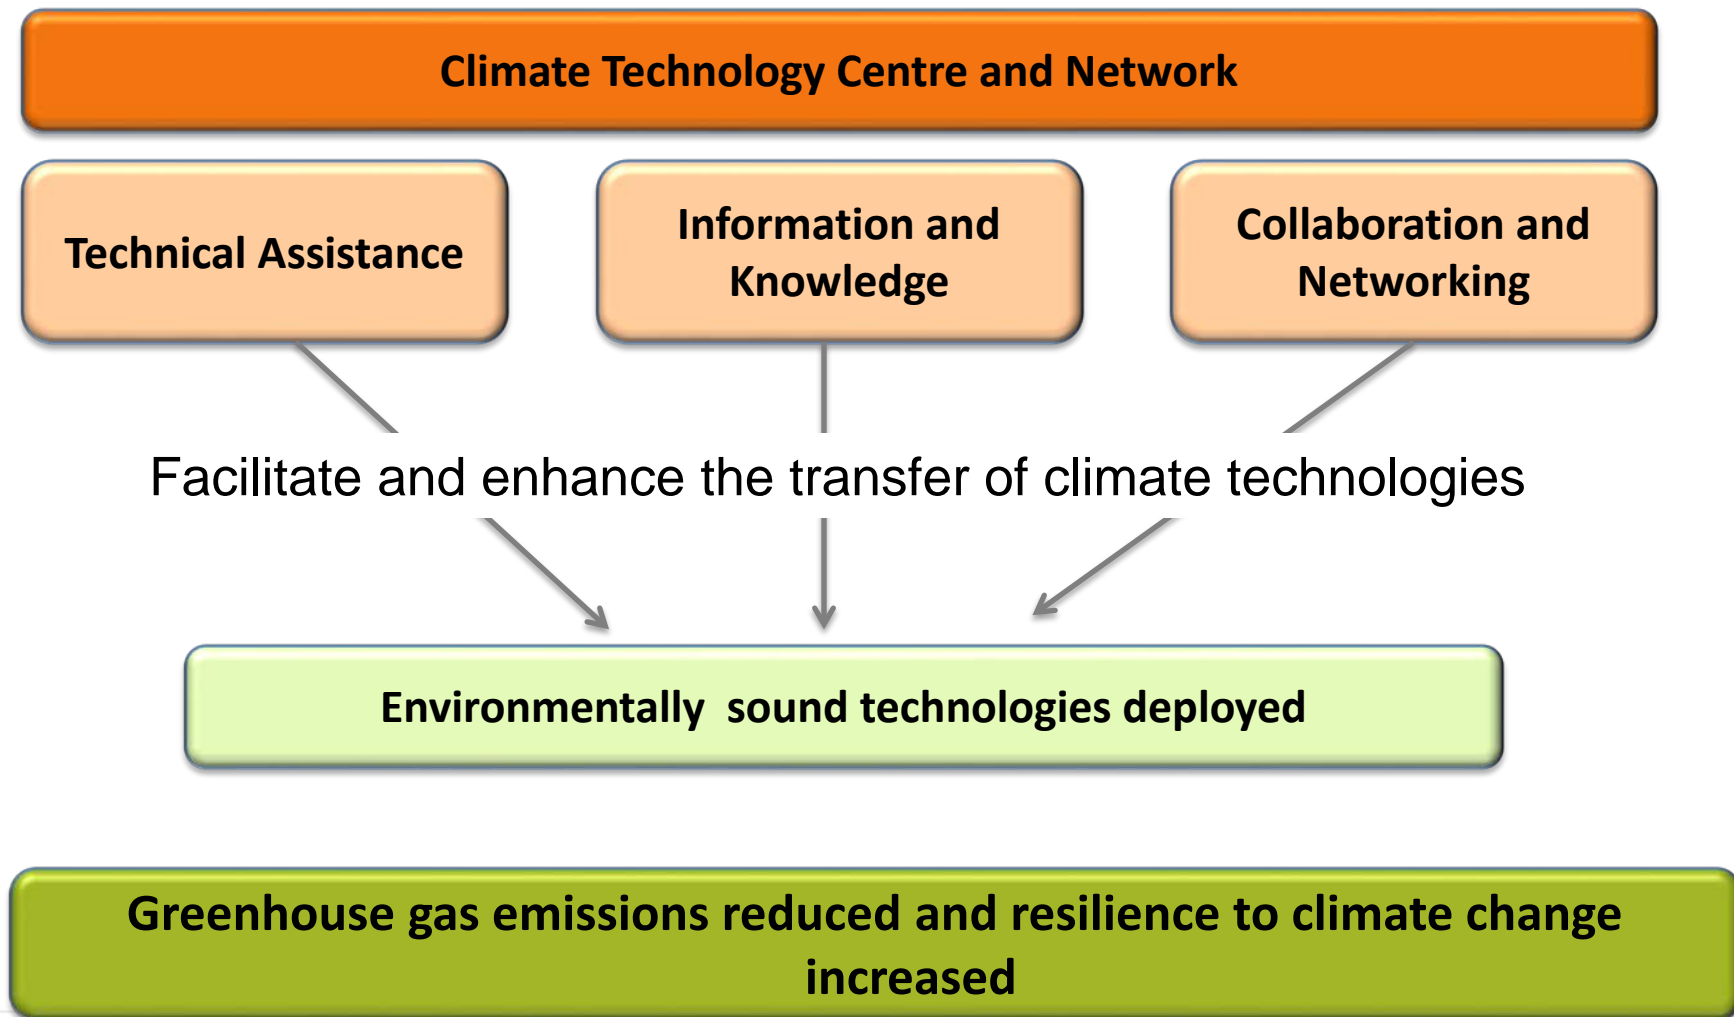 Climate Technology Centre and Network
Technical Assistance
Information and
Knowledge
Collaboration and
Networking
Facilitate and enhance the transfer of climate technologies
Environmentally  sound technologies deployed
Greenhouse gas emissions reduced and resilience to climate change
increased